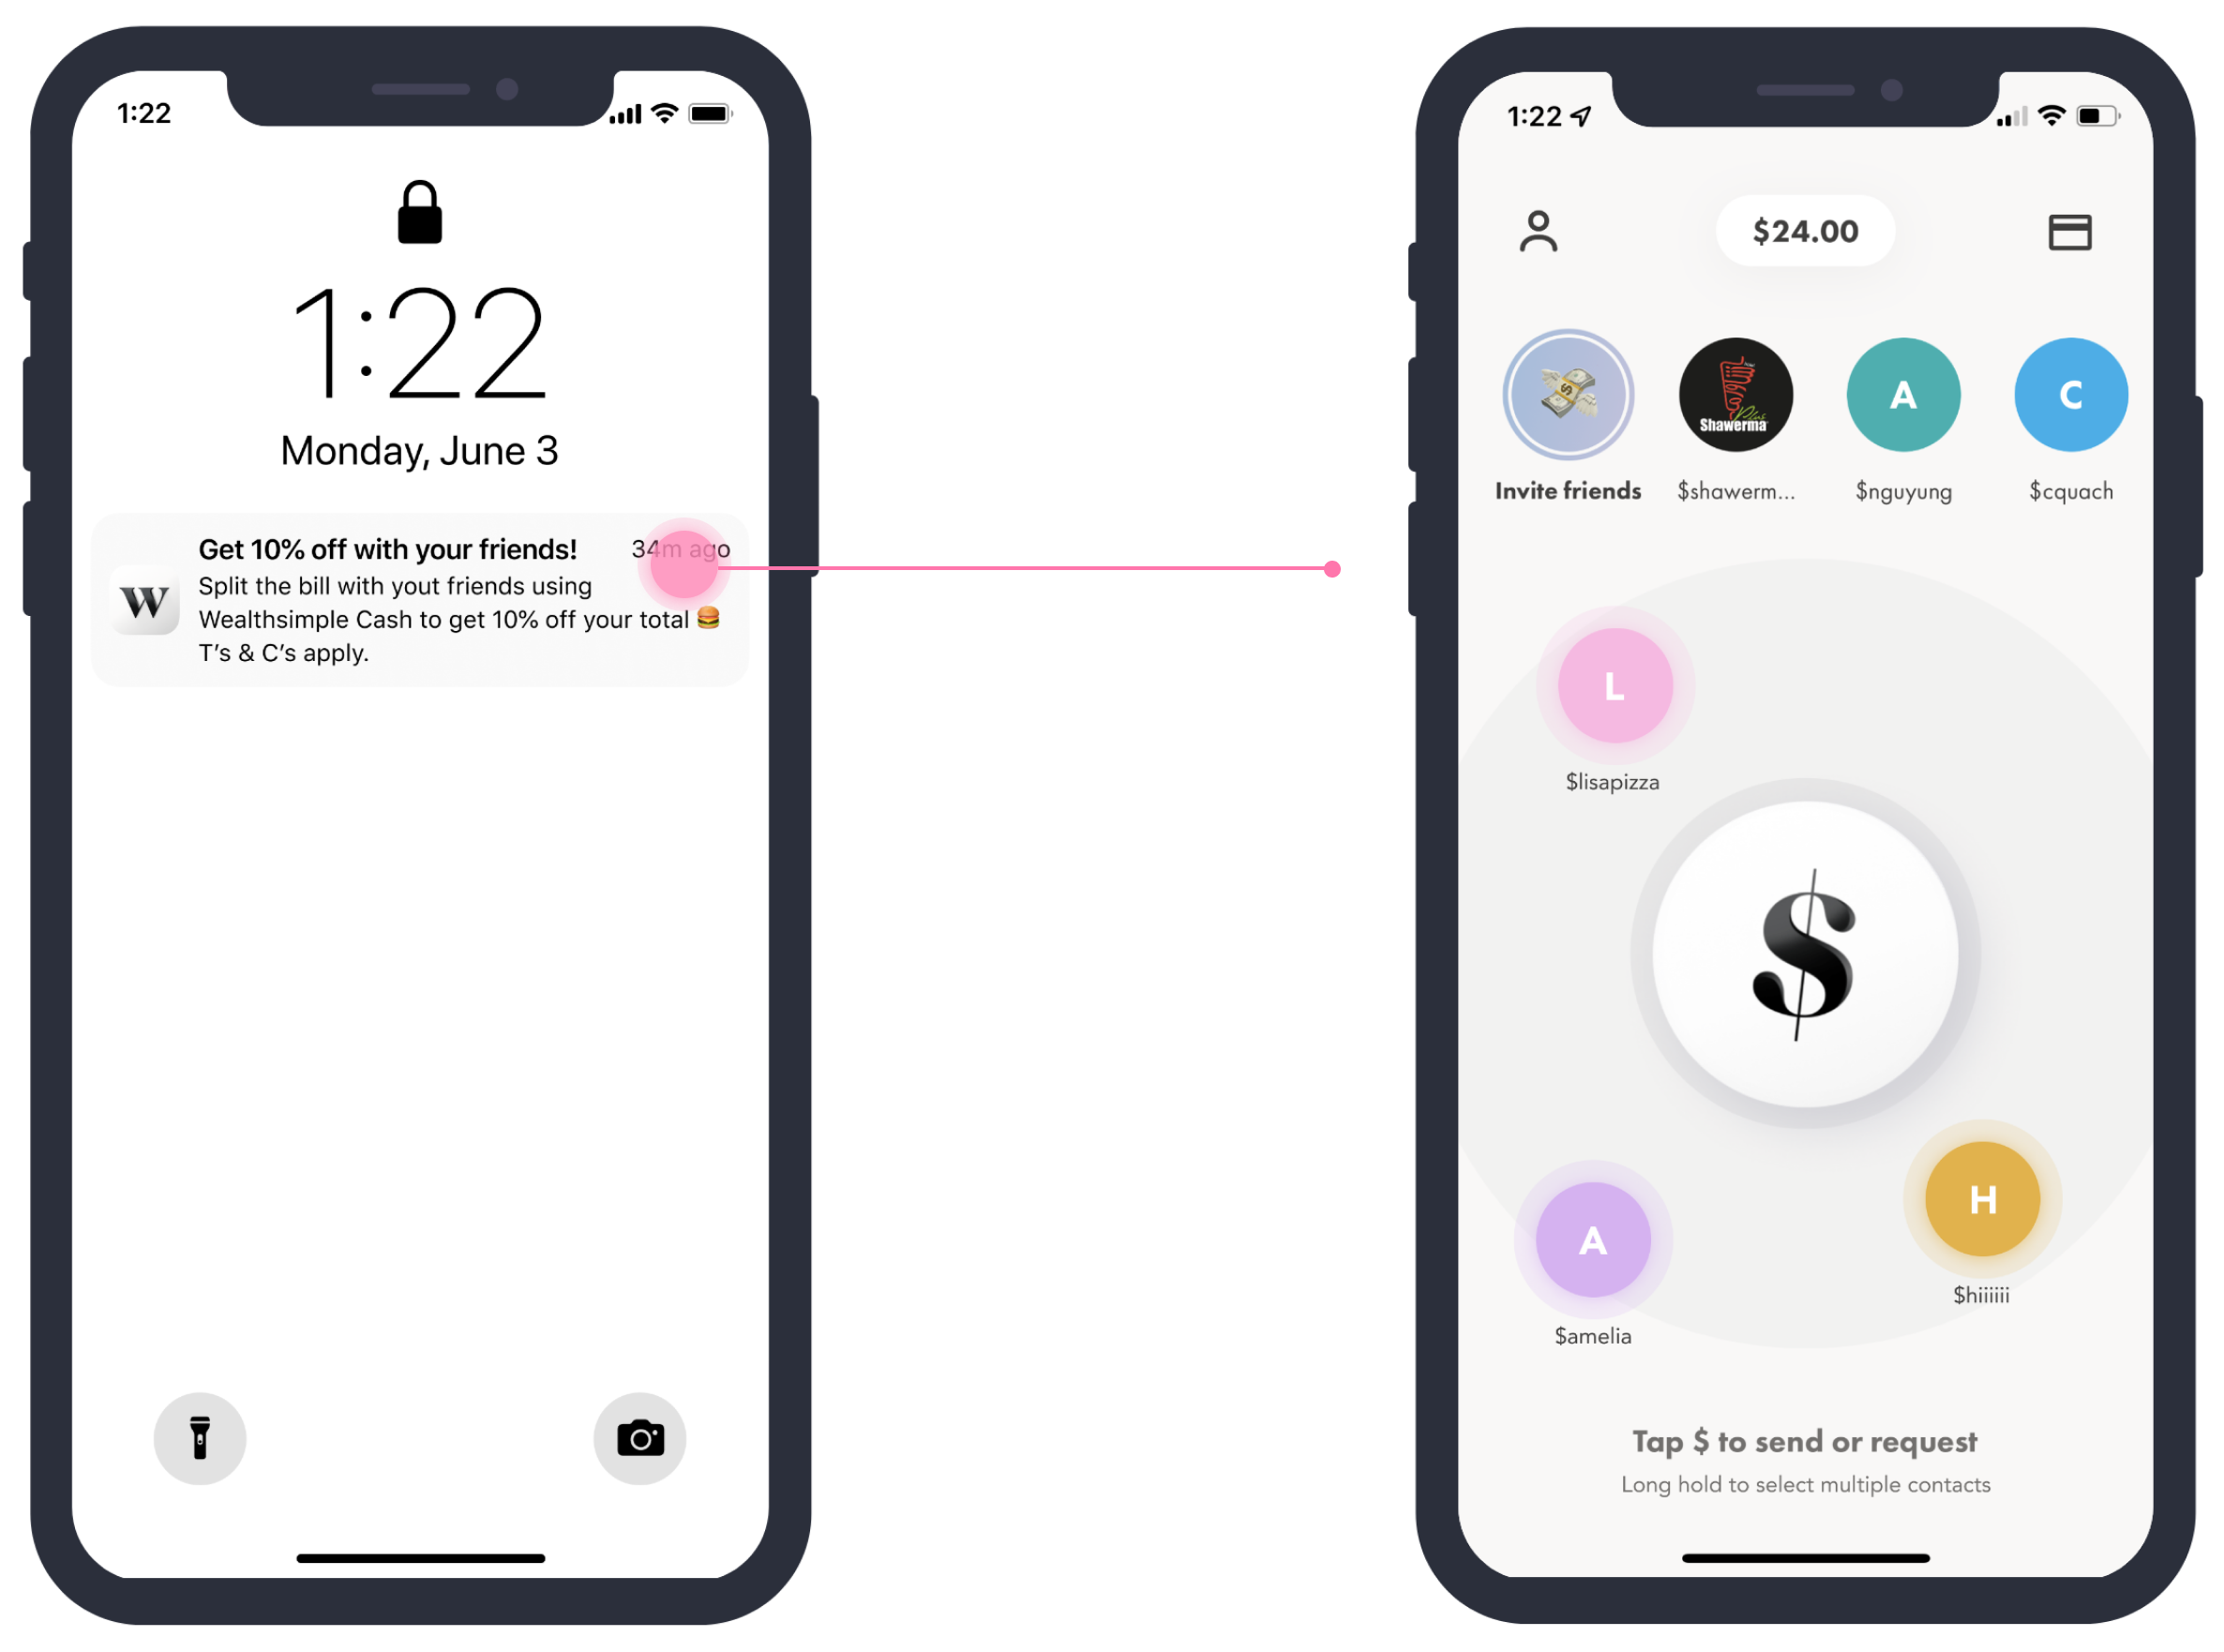 1:22
1:22
Monday, June 3
Get 10% off with your friends!
34m ago
W
Split the bill with yout friends using
Wealthsimple Cash to get 10% off your total 🍔
T’s & C’s apply.
1:22
$24.00
$
Plus
Shawerma
A
C
Invite friends
$shawerm...
$nguyung
$cquach
L
$lisapizza
$
H
A
$hiiiiii
$amelia
Tap $ to send or request
Long hold to select multiple contacts